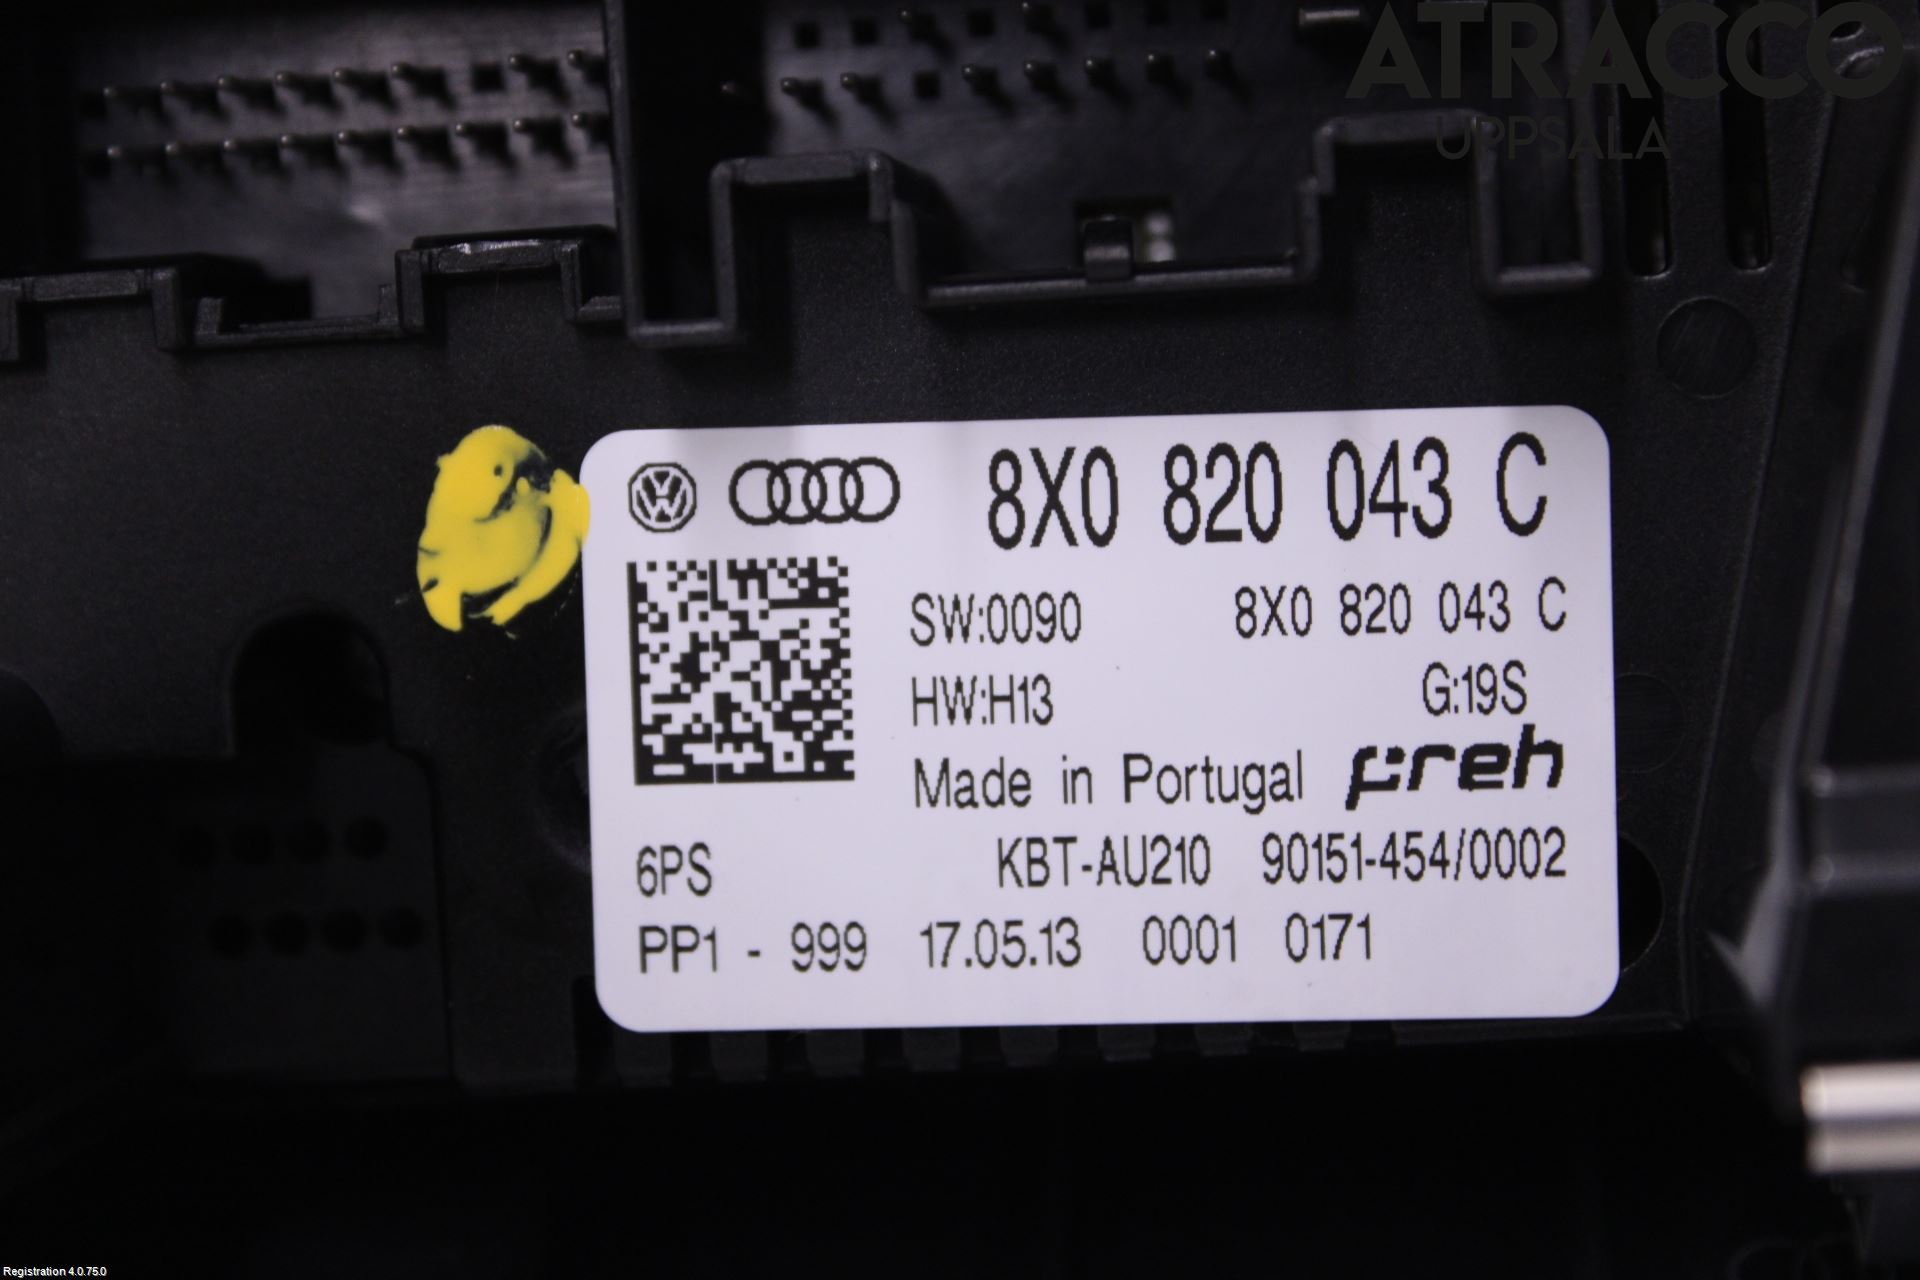 ATRACCO
UPPSALA
8X0 820 043 C
SW:0090 8X0 820 043 C
HW:H13 G:19S
Made in Portugal preh
6PS KBT-AU210 90151-454/0002
PP1 - 999 17.05.13 0001 0171
Registration 4.0.75.0